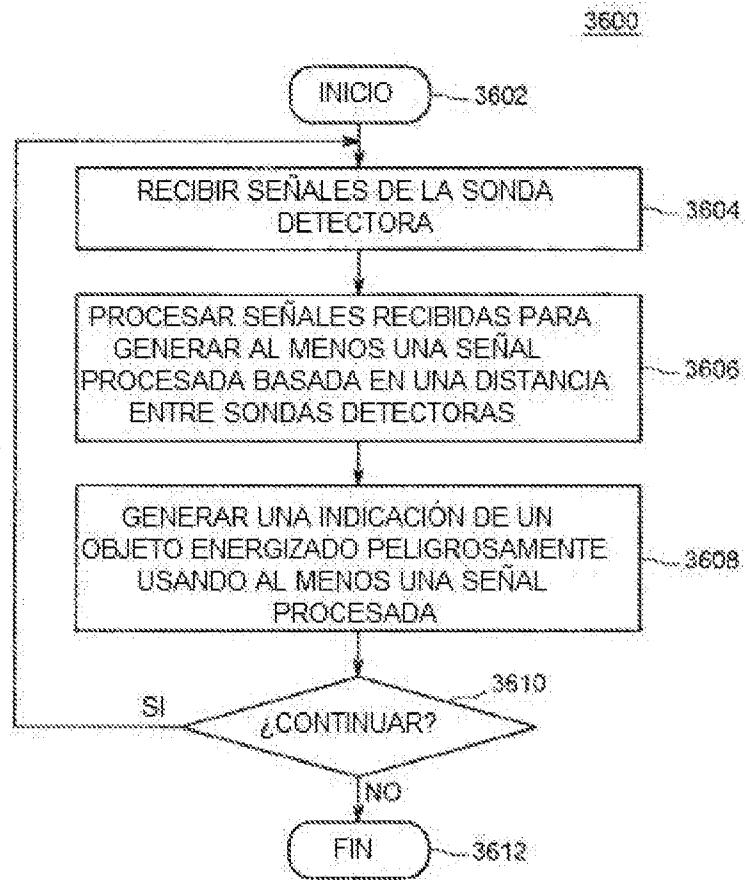 3600
INICIO
3602
RECIBIR SEÑALES DE LA SONDA
DETECTORA
3604
PROCESAR SEÑALES RECIBIDAS PARA
GENERAR AL MENOS UNA SEÑAL
PROCESADA BASADA EN UNA DISTANCIA
ENTRE SONDAS DETECTORAS
3606
GENERAR UNA INDICACIÓN DE UN
OBJETO ENERGIZADO PELIGROSAMENTE
USANDO AL MENOS UNA SEÑAL
PROCESADA
3608
3610
SI
¿CONTINUAR?
NO
FIN
3612